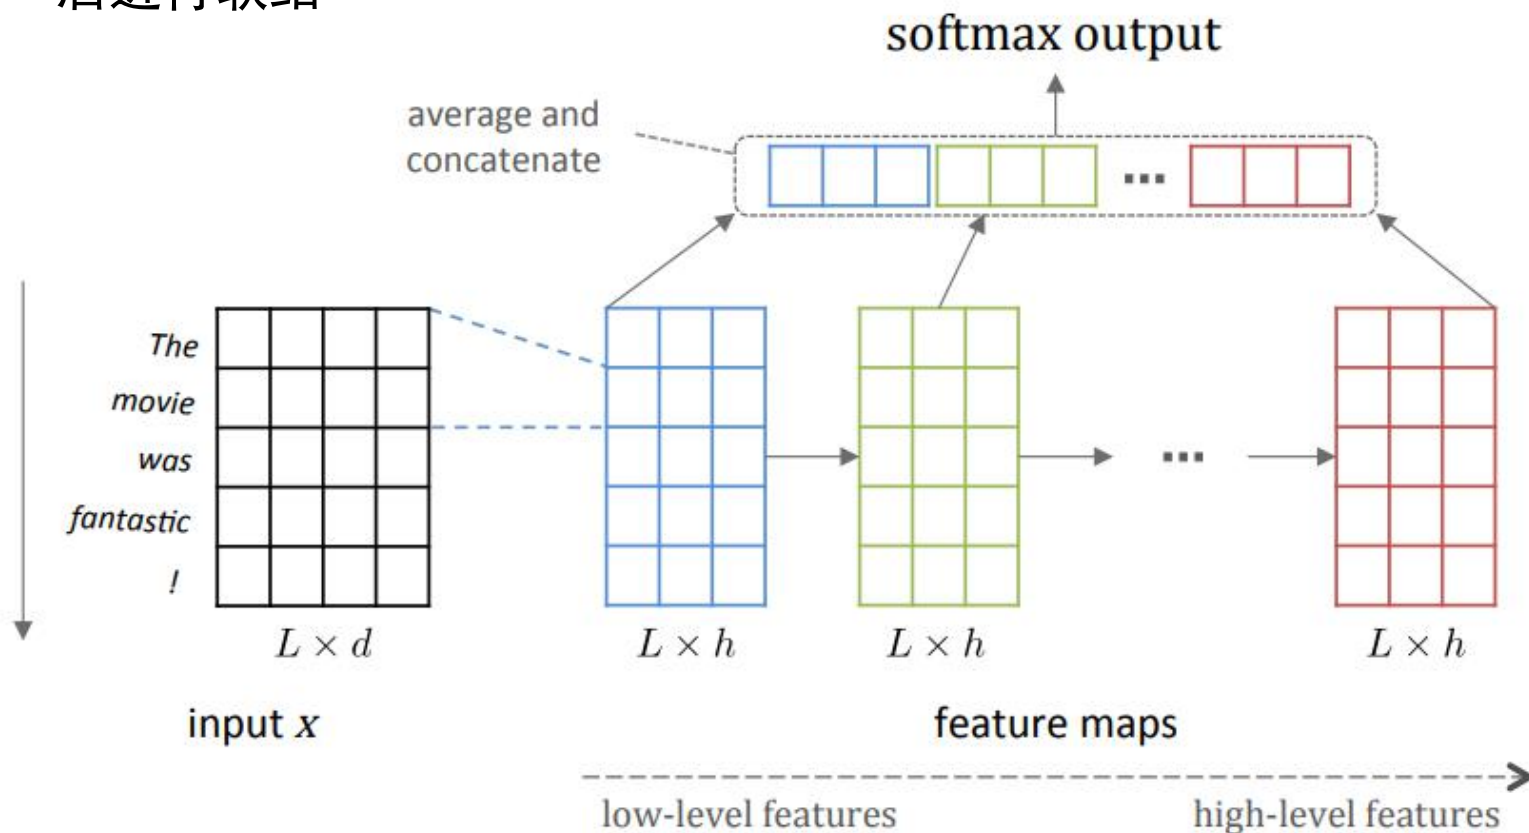 softmax output
average and
concatenate
The
movie
was
fantastic
!
L × d
L × h
L × h
L × h
input x
feature maps
low-level features
high-level features